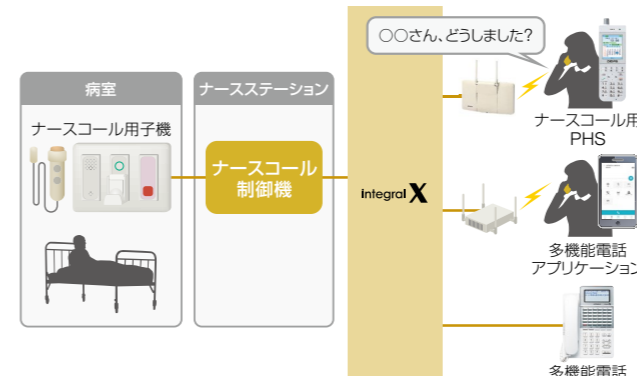 病室
ナースコール用子機
ナースステーション
ナースコール
制御機
integral X
○○さん、どうしました?
ナースコール用
PHS
多機能電話
アプリケーション
多機能電話